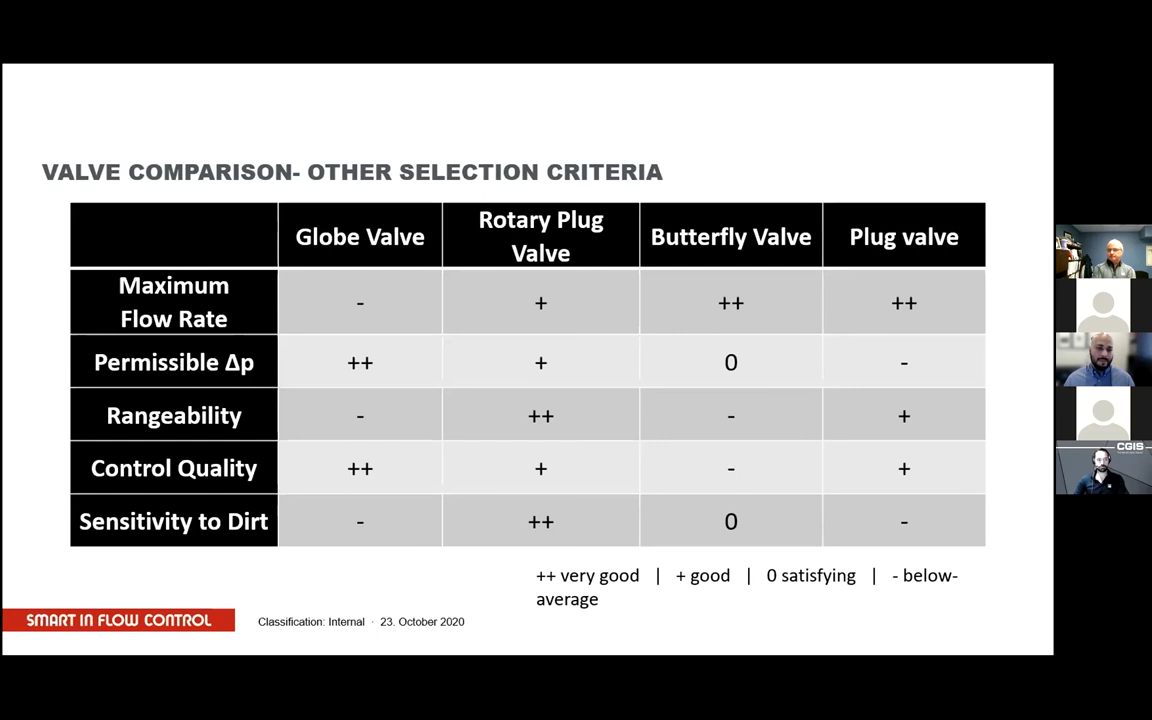 VALVE COMPARISON- OTHER SELECTION CRITERIA
Globe Valve
Rotary Plug
Valve
Butterfly Valve
Plug valve
Maximum
Flow Rate
-
+
++
++
Permissible Δp
++
+
0
-
Rangeability
-
++
-
+
Control Quality
++
+
-
+
Sensitivity to Dirt
-
++
0
-
++ very good | + good | 0 satisfying | - below-
average
SMART IN FLOW CONTROL
Classification: Internal · 23. October 2020
CGIS